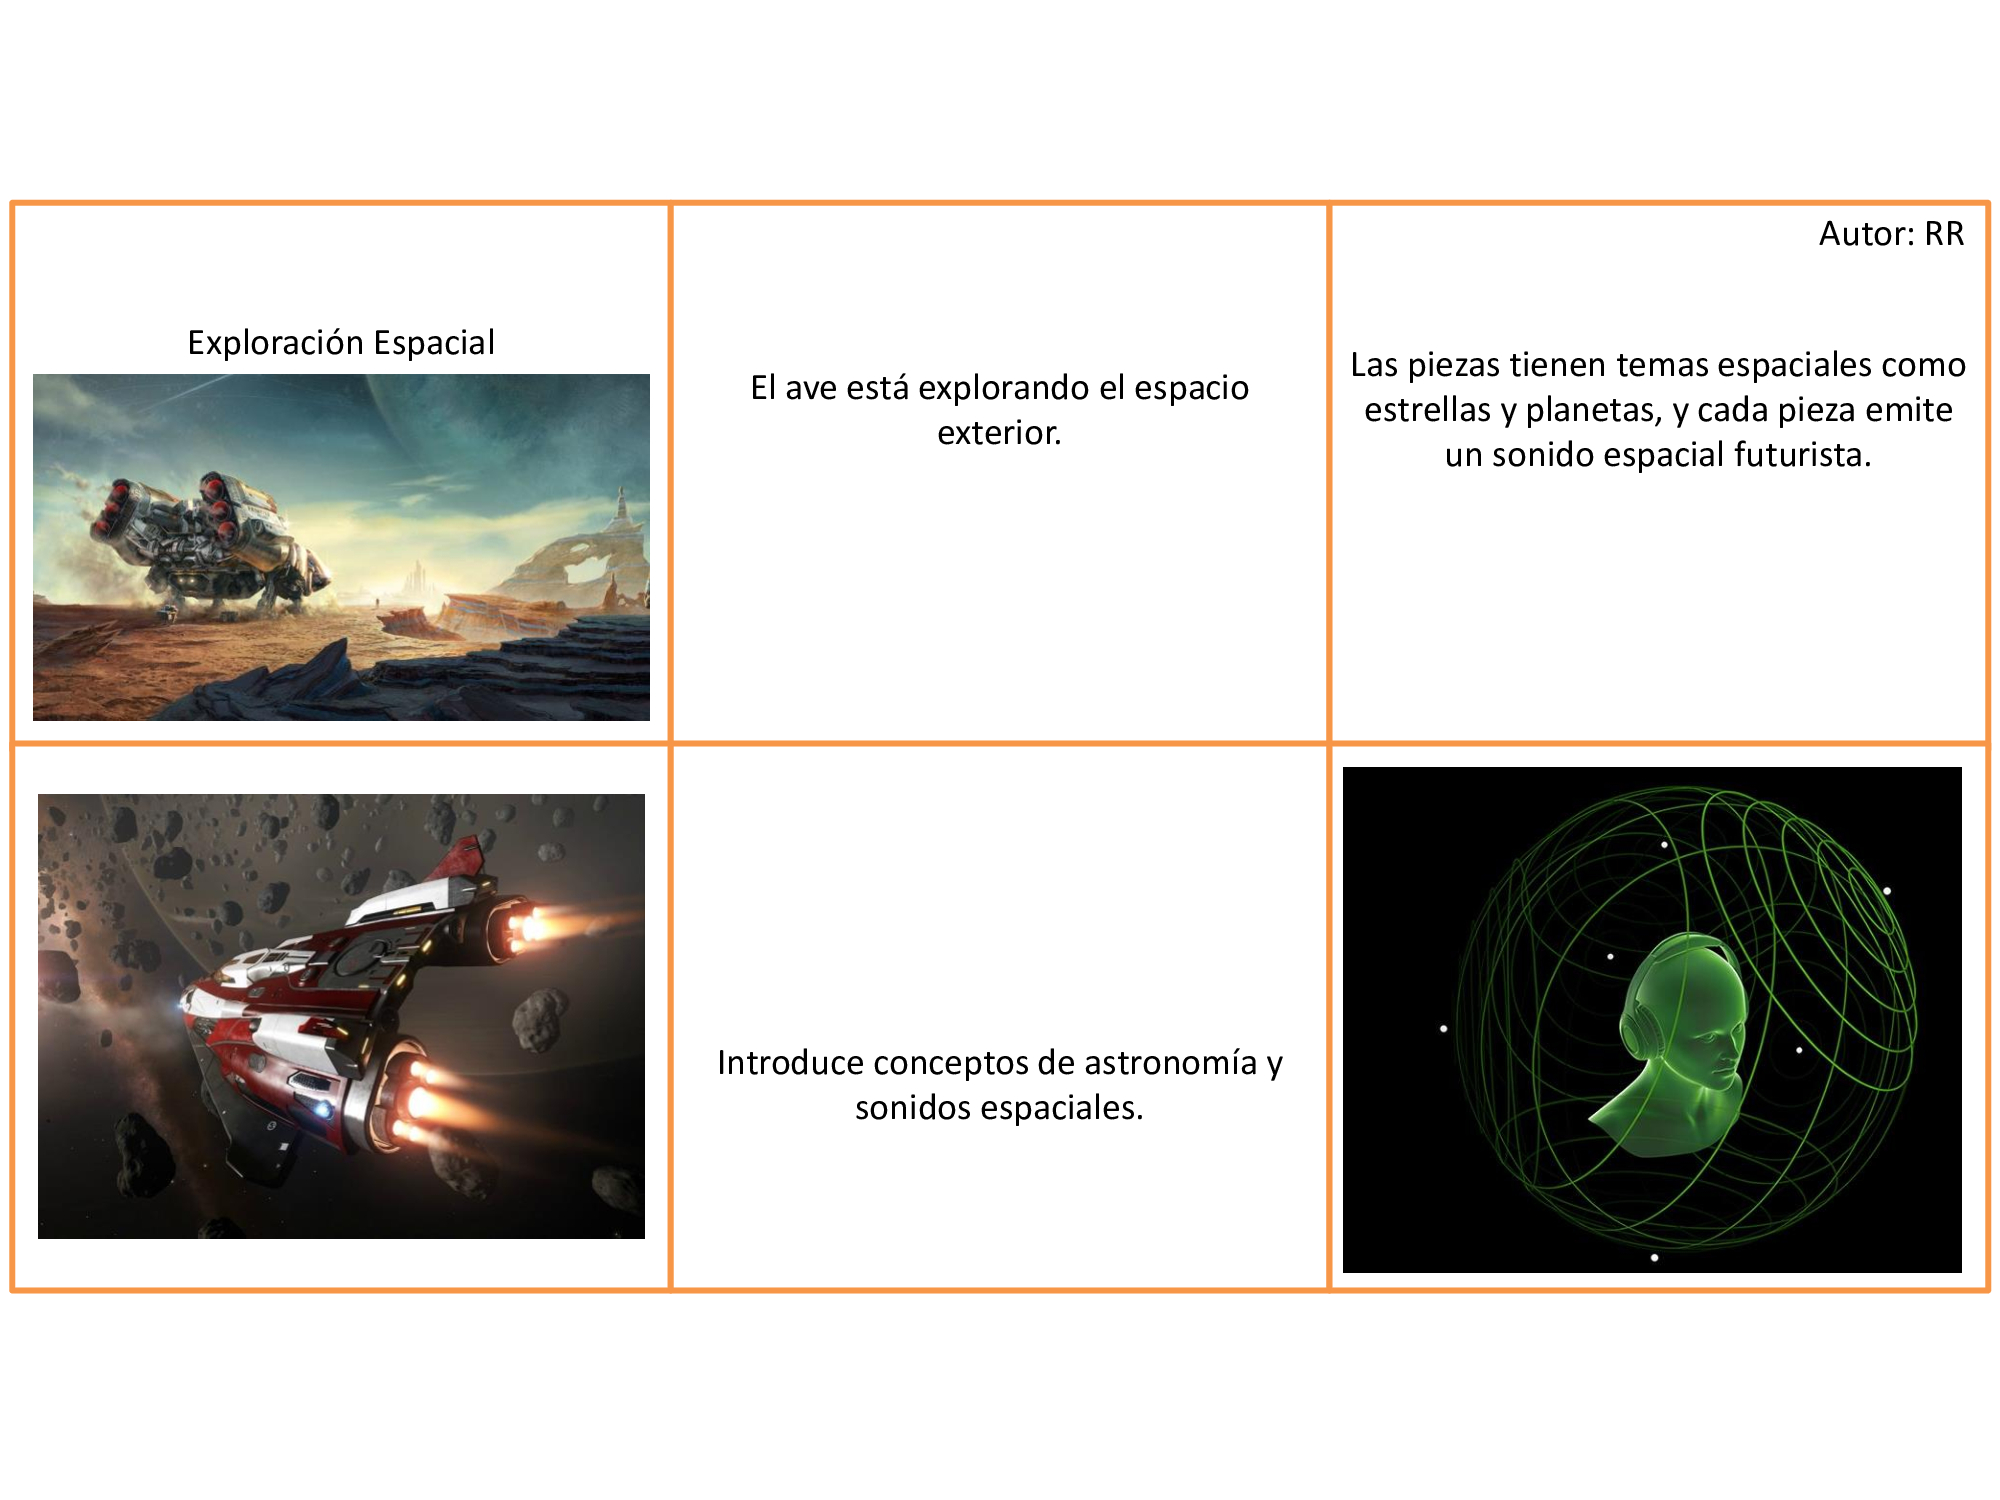 Autor: RR
Exploración Espacial
El ave está explorando el espacio
exterior.
Las piezas tienen temas espaciales como
estrellas y planetas, y cada pieza emite
un sonido espacial futurista.
Introduce conceptos de astronomía y
sonidos espaciales.